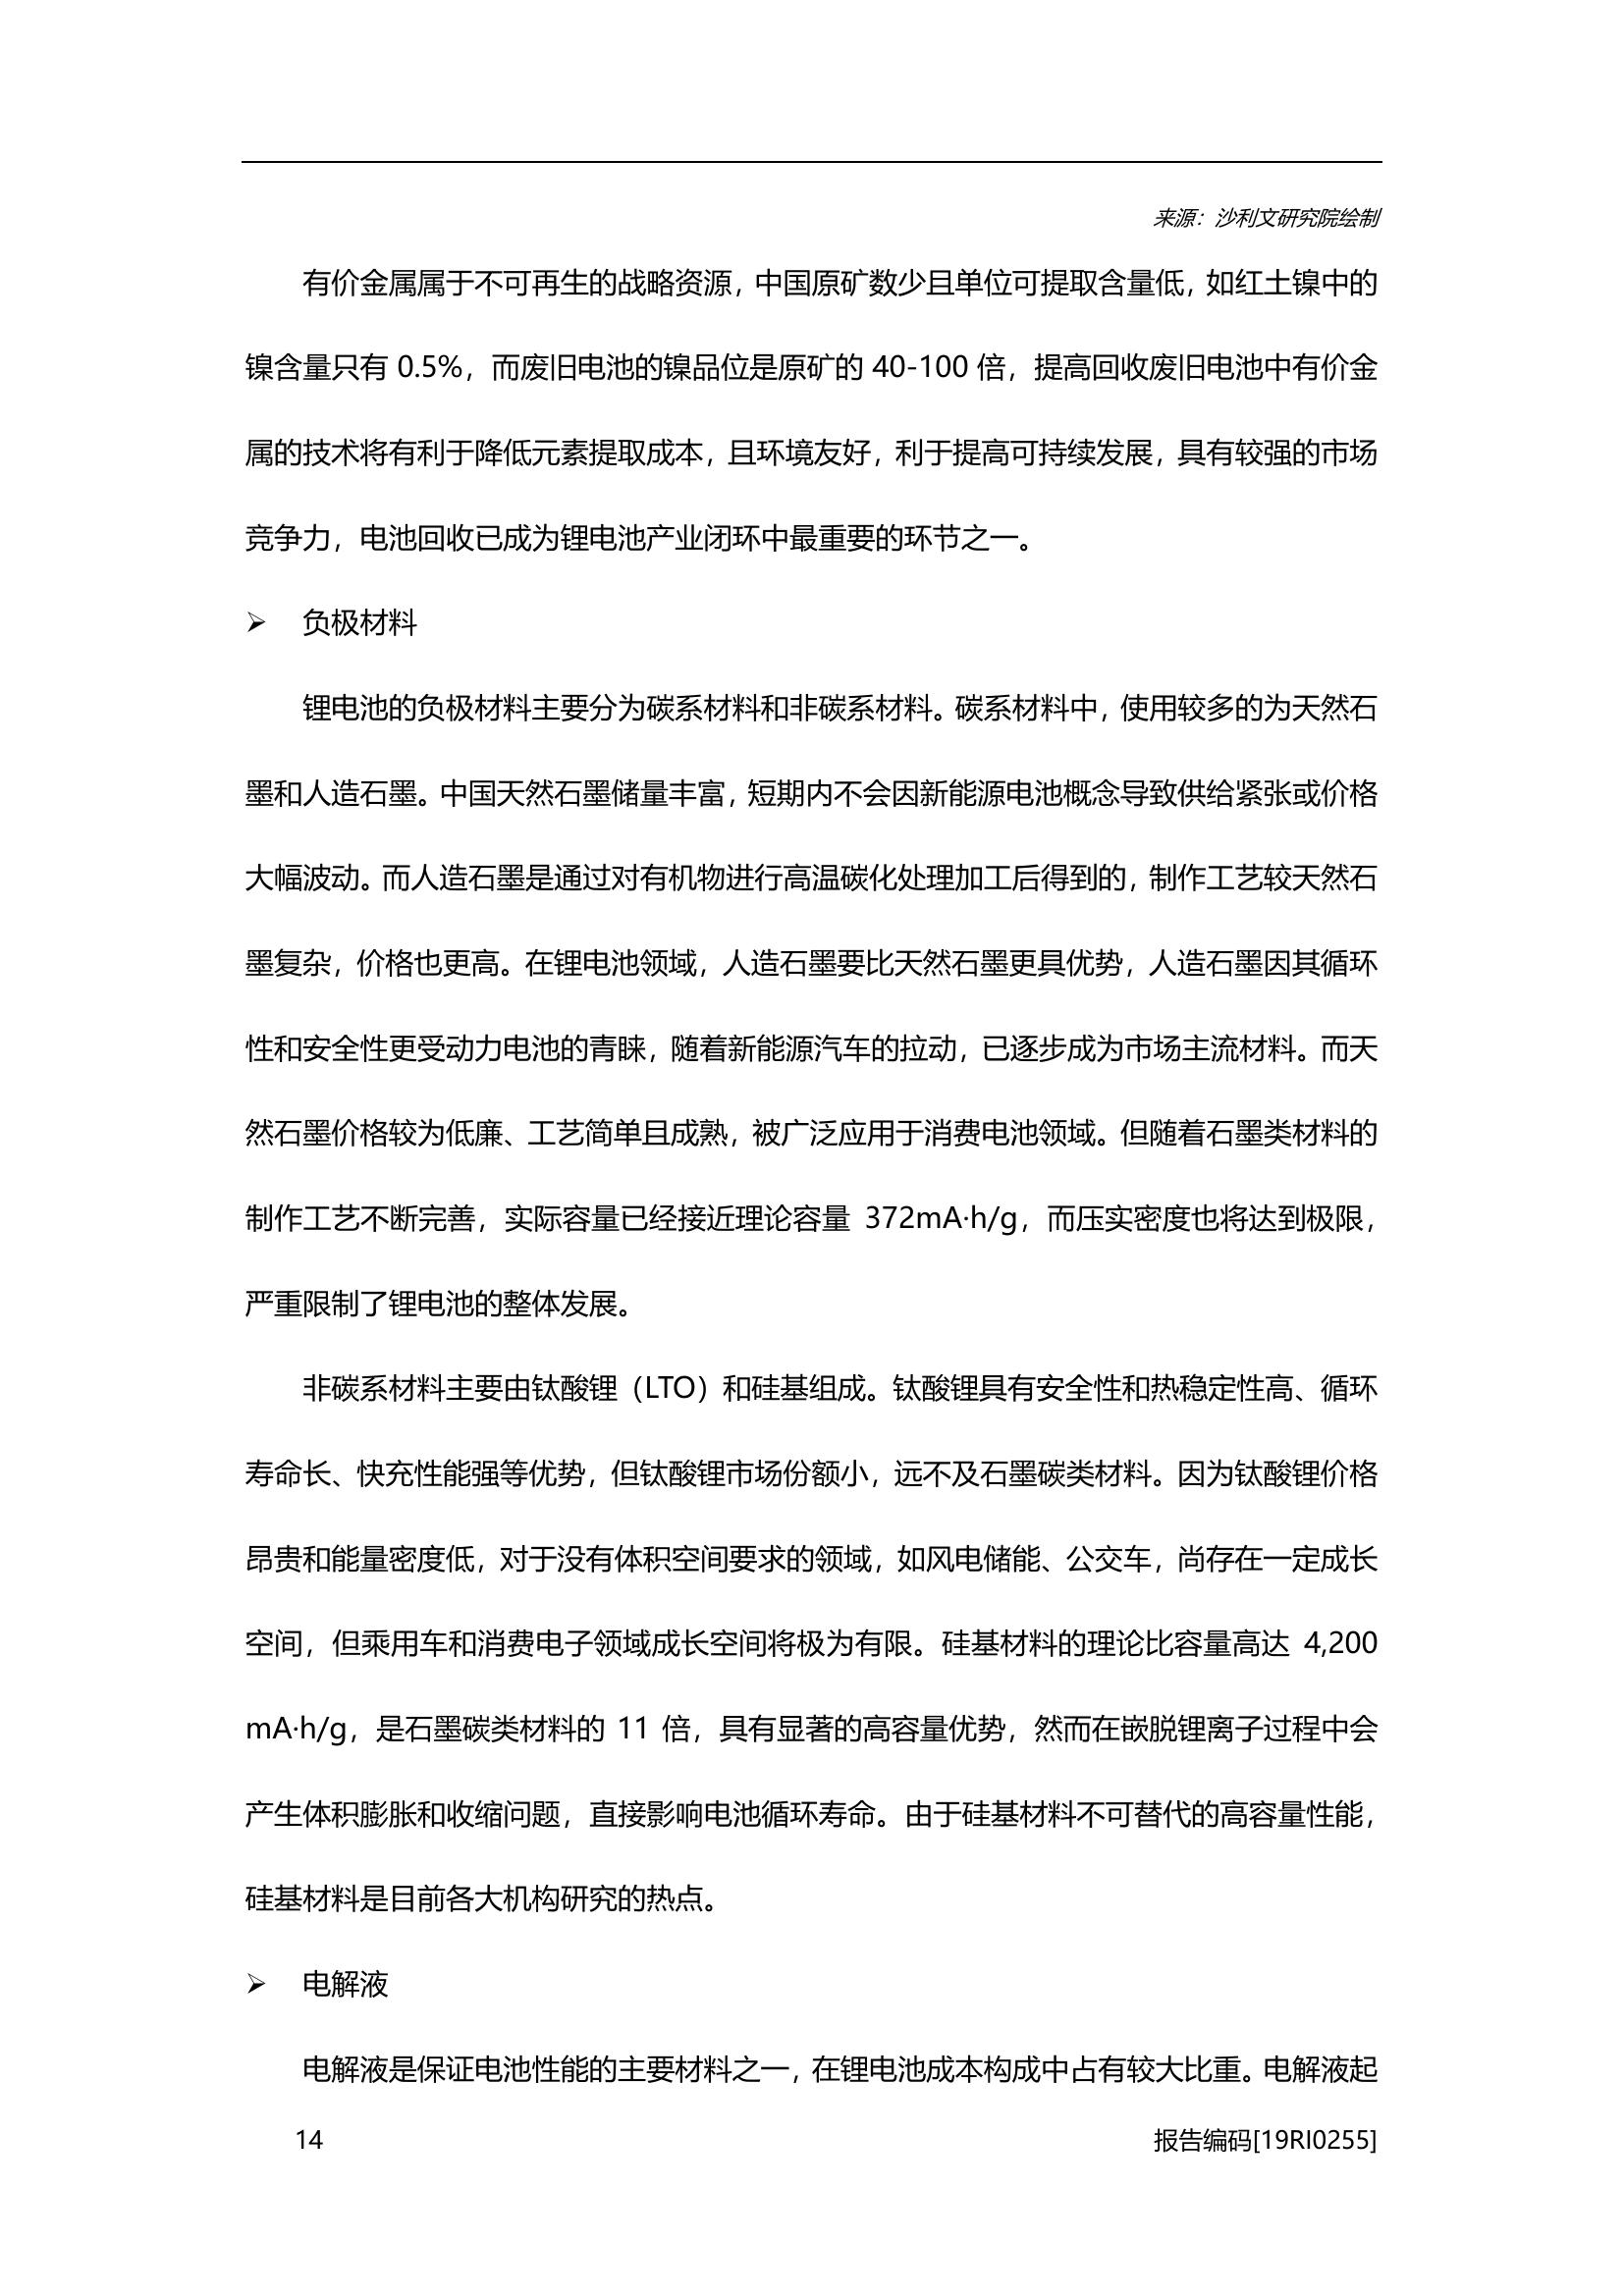 来源：沙利文研究院绘制
有价金属属于不可再生的战略资源，中国原矿数少且单位可提取含量低，如红土镍中的
镍含量只有 0.5%，而废旧电池的镍品位是原矿的 40-100 倍，提高回收废旧电池中有价金
属的技术将有利于降低元素提取成本，且环境友好，利于提高可持续发展，具有较强的市场
竞争力，电池回收已成为锂电池产业闭环中最重要的环节之一。
➢ 负极材料
锂电池的负极材料主要分为碳系材料和非碳系材料。碳系材料中，使用较多的为天然石
墨和人造石墨。中国天然石墨储量丰富，短期内不会因新能源电池概念导致供给紧张或价格
大幅波动。而人造石墨是通过对有机物进行高温碳化处理加工后得到的，制作工艺较天然石
墨复杂，价格也更高。在锂电池领域，人造石墨要比天然石墨更具优势，人造石墨因其循环
性和安全性更受动力电池的青睐，随着新能源汽车的拉动，已逐步成为市场主流材料。而天
然石墨价格较为低廉、工艺简单且成熟，被广泛应用于消费电池领域。但随着石墨类材料的
制作工艺不断完善，实际容量已经接近理论容量 372mA·h/g，而压实密度也将达到极限，
严重限制了锂电池的整体发展。
非碳系材料主要由钛酸锂（LTO）和硅基组成。钛酸锂具有安全性和热稳定性高、循环
寿命长、快充性能强等优势，但钛酸锂市场份额小，远不及石墨碳类材料。因为钛酸锂价格
昂贵和能量密度低，对于没有体积空间要求的领域，如风电储能、公交车，尚存在一定成长
空间，但乘用车和消费电子领域成长空间将极为有限。硅基材料的理论比容量高达 4,200
mA·h/g，是石墨碳类材料的 11 倍，具有显著的高容量优势，然而在嵌脱锂离子过程中会
产生体积膨胀和收缩问题，直接影响电池循环寿命。由于硅基材料不可替代的高容量性能，
硅基材料是目前各大机构研究的热点。
➢ 电解液
电解液是保证电池性能的主要材料之一，在锂电池成本构成中占有较大比重。电解液起
14 报告编码[19RI0255]